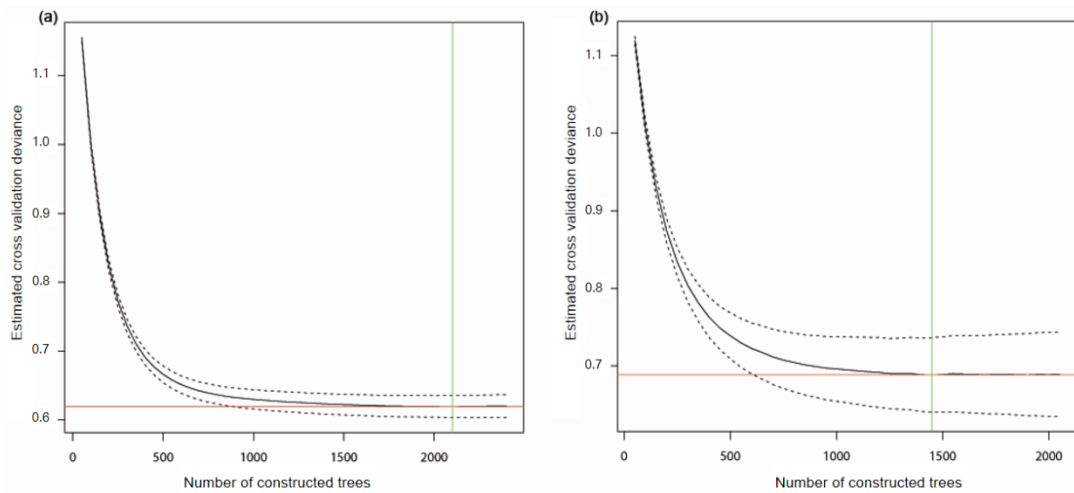 (a)
Estimated cross validation deviance
1.1
1.0
0.9
0.8
0.7
0.6
0 500 1000 1500 2000
Number of constructed trees
(b)
Estimated cross validation deviance
1.1
1.0
0.9
0.8
0.7
0 500 1000 1500 2000
Number of constructed trees